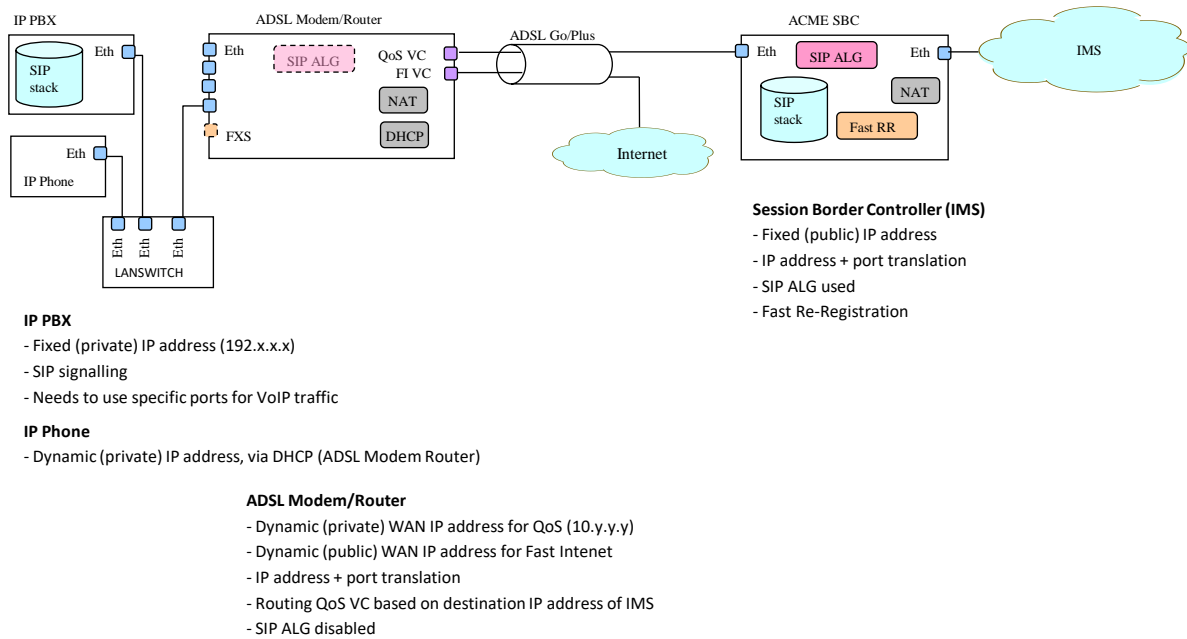 IP PBX
Eth
SIP
stack
Eth
IP Phone
Eth
Eth
Eth
LANSWITCH
ADSL Modem/Router
Eth
SIP ALG
QoS VC
FI VC
NAT
DHCP
FXS
ADSL Go/Plus
Internet
ACME SBC
Eth
SIP ALG
Eth
NAT
SIP
stack
Fast RR
IMS
Session Border Controller (IMS)
- Fixed (public) IP address
- IP address + port translation
- SIP ALG used
- Fast Re-Registration
IP PBX
- Fixed (private) IP address (192.x.x.x)
- SIP signalling
- Needs to use specific ports for VoIP traffic
IP Phone
- Dynamic (private) IP address, via DHCP (ADSL Modem Router)
ADSL Modem/Router
- Dynamic (private) WAN IP address for QoS (10.y.y.y)
- Dynamic (public) WAN IP address for Fast Intenet
- IP address + port translation
- Routing QoS VC based on destination IP address of IMS
- SIP ALG disabled